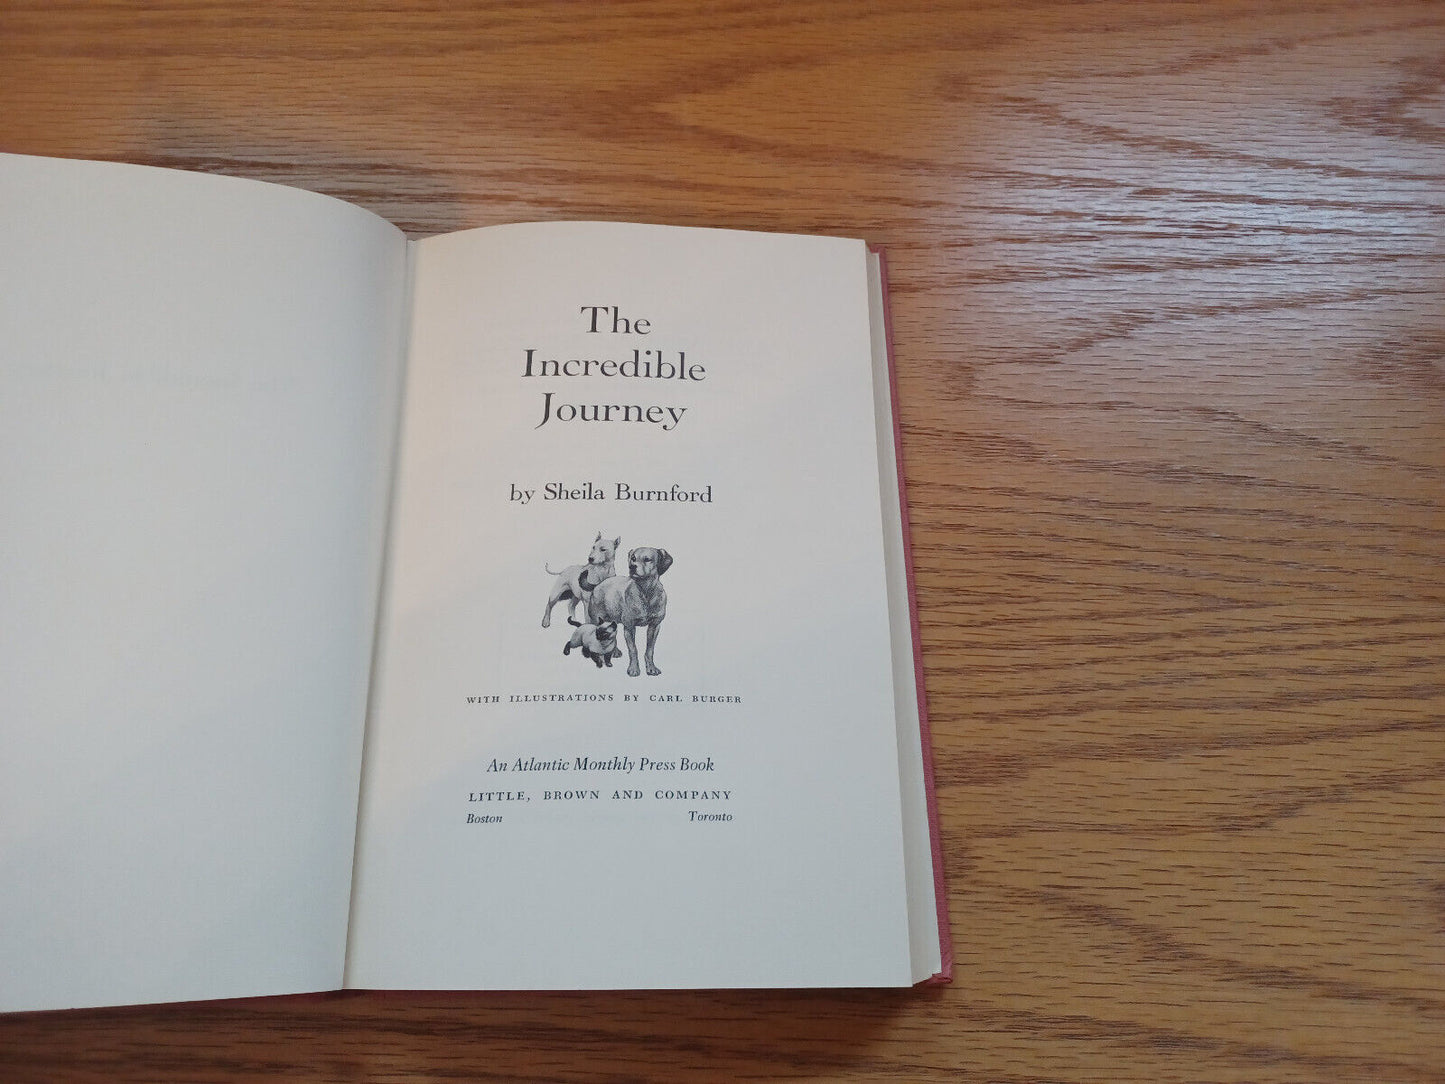 The
Incredible
Journey
by Sheila Burnford
WITH ILLUSTRATIONS BY CARL BURGER
An Atlantic Monthly Press Book
LITTLE, BROWN AND COMPANY
Boston Toronto